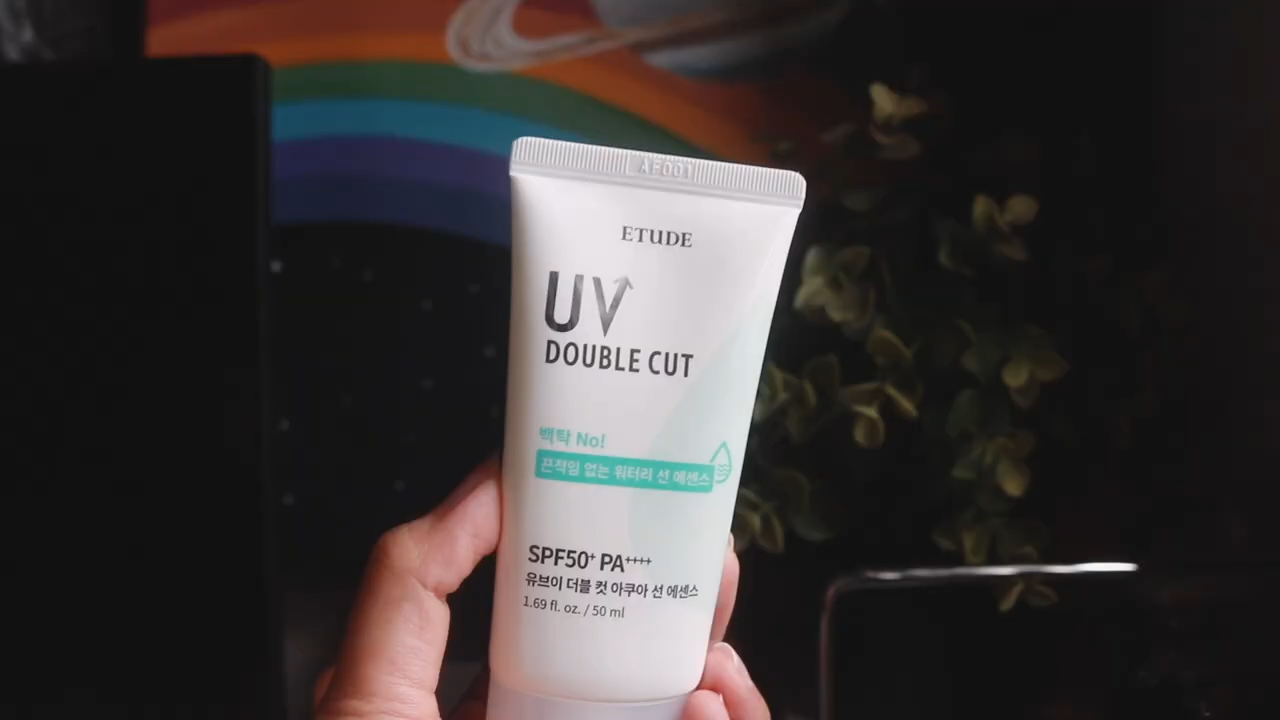 AF001
ETUDE
UV
DOUBLE CUT
백탁 No!
끈적임 없는 워터리 선 에센스
SPF50+ PA++++
유브이 더블 컷 아쿠아 선 에센스
1.69 fl. oz. / 50 ml